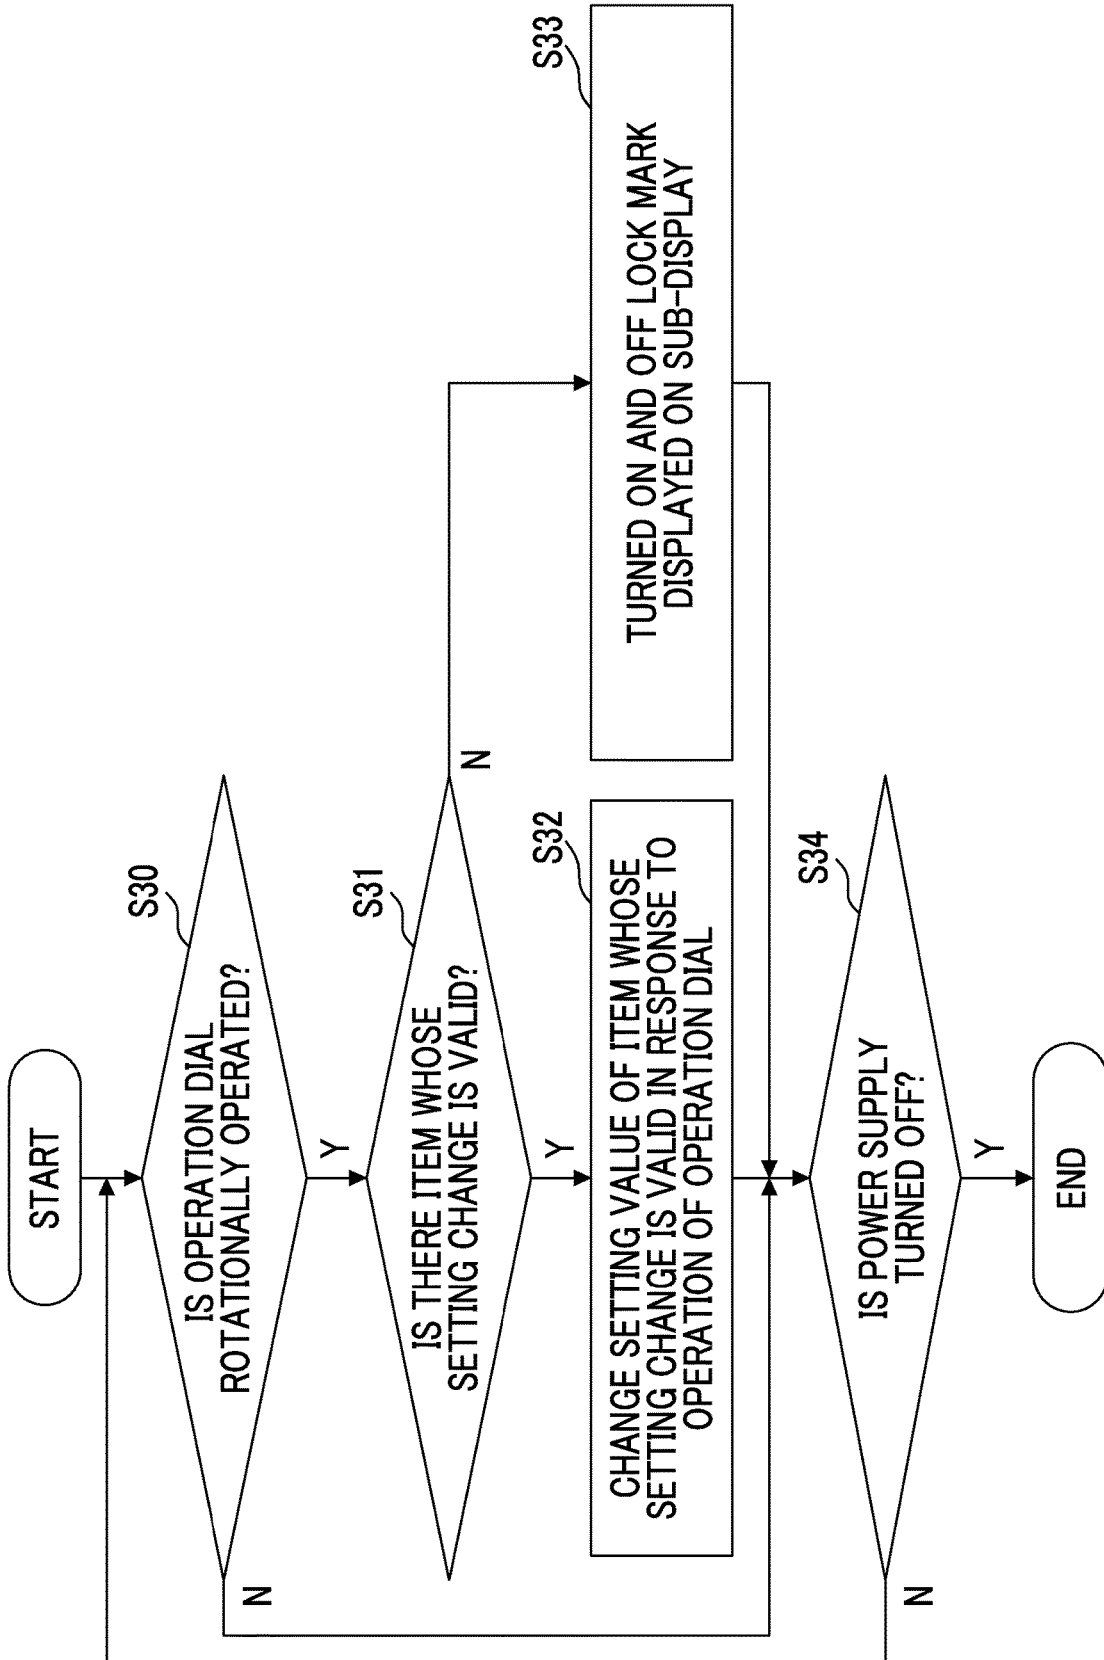 START
S30
IS OPERATION DIAL
ROTATIONALLY OPERATED?
N
Y
S31
IS THERE ITEM WHOSE
SETTING CHANGE IS VALID?
N
Y
S32
CHANGE SETTING VALUE OF ITEM WHOSE
SETTING CHANGE IS VALID IN RESPONSE TO
OPERATION OF OPERATION DIAL
S33
TURNED ON AND OFF LOCK MARK
DISPLAYED ON SUB-DISPLAY
S34
IS POWER SUPPLY
TURNED OFF?
N
Y
END